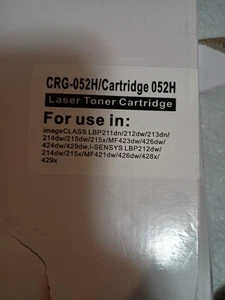 CRG-052H/Cartridge 052H
Laser Toner Cartridge
For use in:
imageCLASS LBP211dn/212dw/213dn/
214dw/215dw/215x/MF423dw/426dw/
424dw/429dw,i-SENSYS LBP212dw/
214dw/215x/MF421dw/426dw/428x/
429x